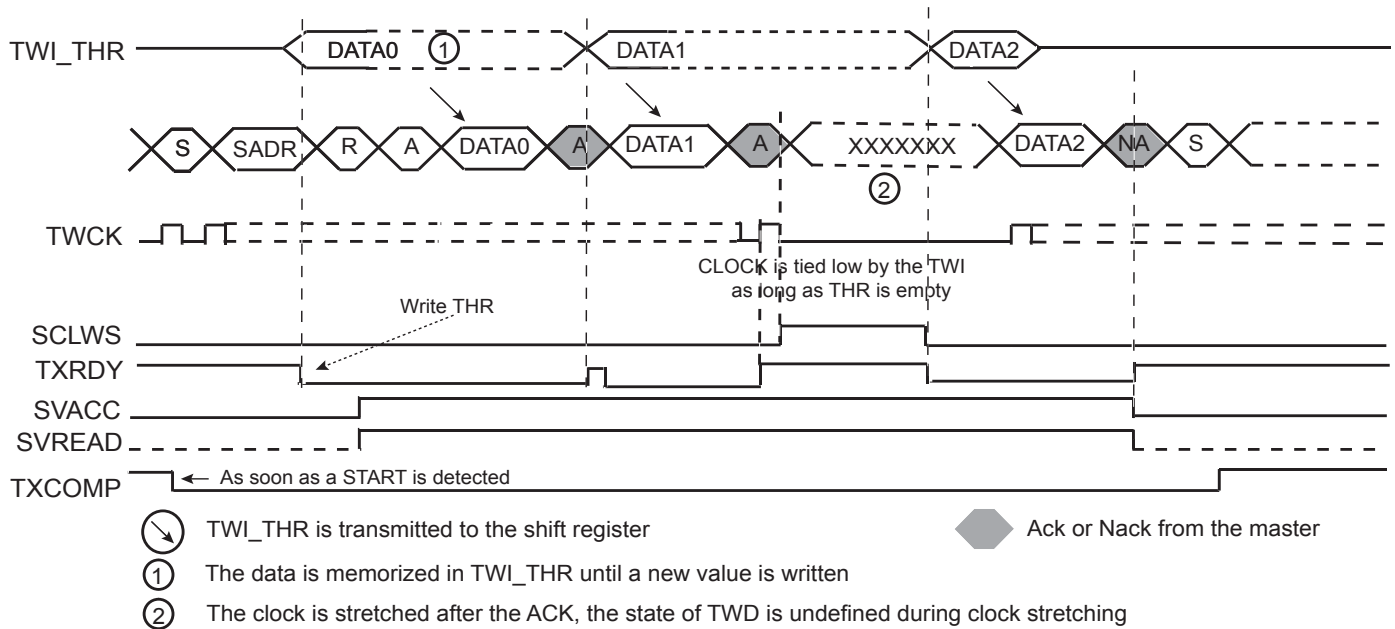 TWI_THR DATA0 1 DATA1 DATA2
S SADR R A DATA0 A DATA1 A XXXXXXX DATA2 NA S
2
TWCK
CLOCK is tied low by the TWI
as long as THR is empty
Write THR
SCLWS
TXRDY
SVACC
SVREAD
As soon as a START is detected
TXCOMP
TWI_THR is transmitted to the shift register
Ack or Nack from the master
1 The data is memorized in TWI_THR until a new value is written
2 The clock is stretched after the ACK, the state of TWD is undefined during clock stretching